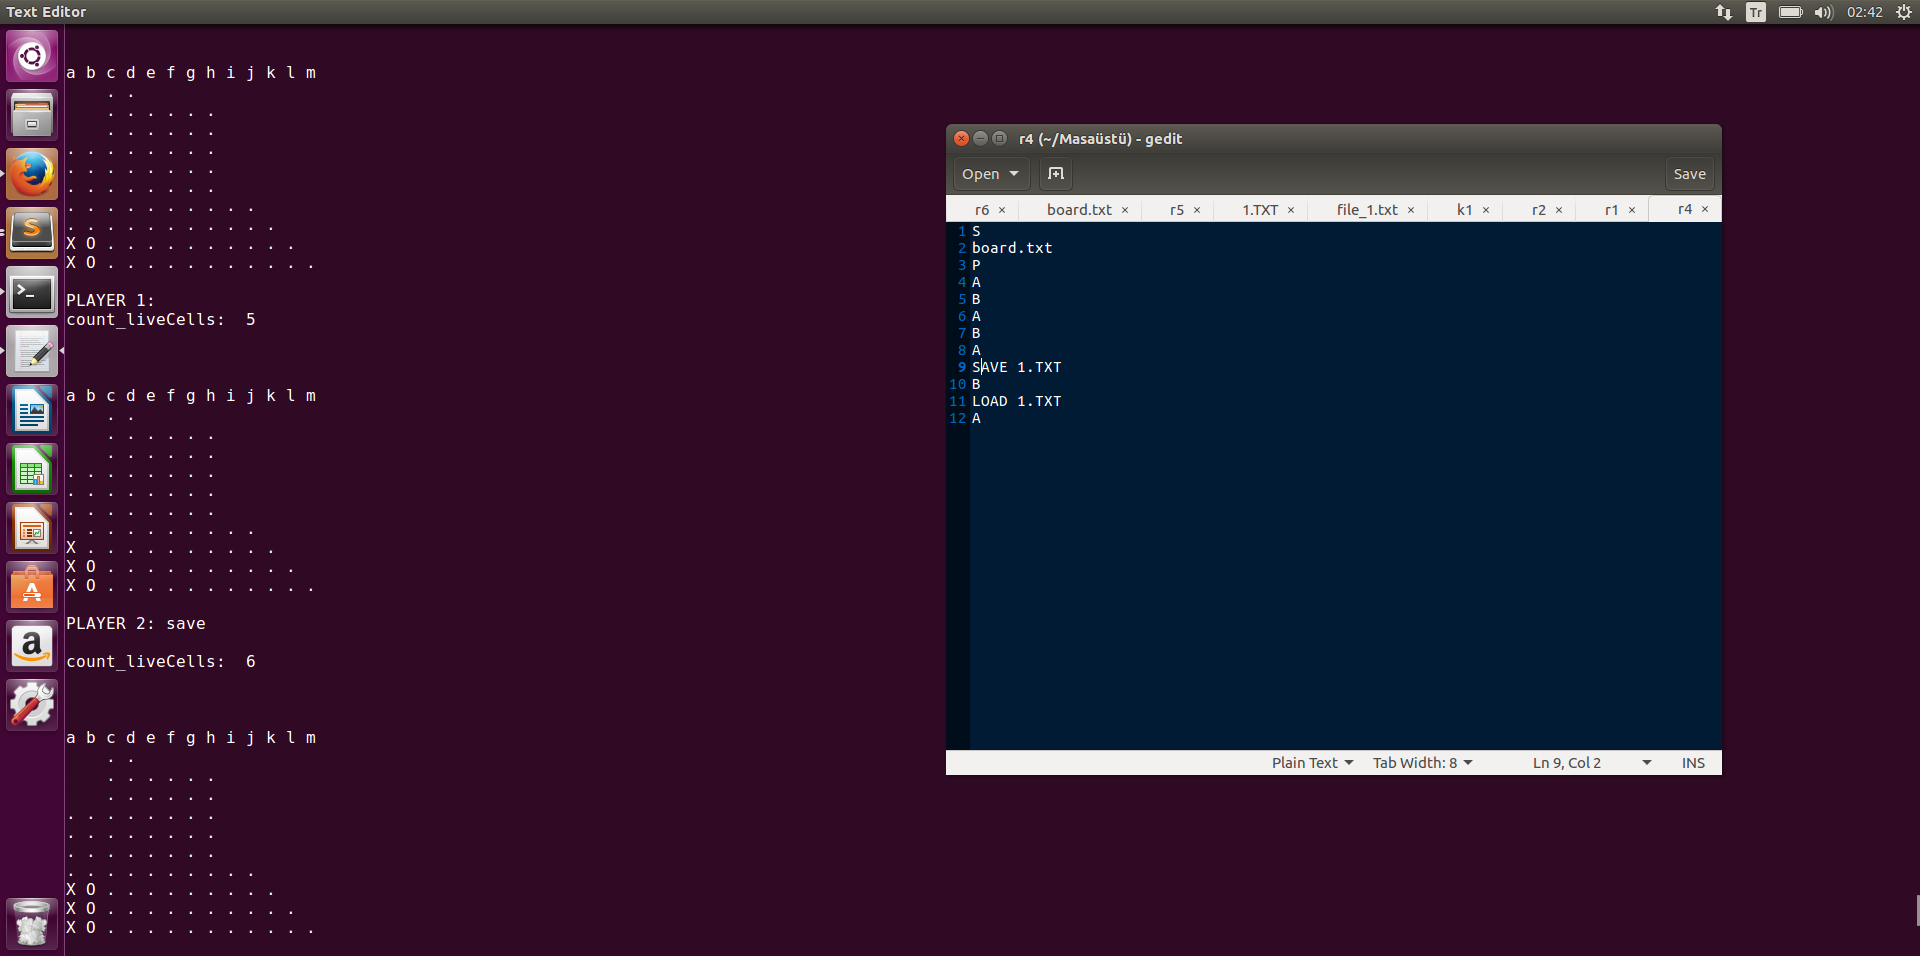 Text Editor
Tr
02:42
a b c d e f g h i j k l m
. .
. . . . . .
. . . . . .
. . . . . . . .
. . . . . . . .
. . . . . . . .
. . . . . . . . . .
. . . . . . . . . . .
X O . . . . . . . . . .
X O . . . . . . . . . . .
PLAYER 1:
count_liveCells:  5
a b c d e f g h i j k l m
. .
. . . . . .
. . . . . .
. . . . . . . .
. . . . . . . .
. . . . . . . .
. . . . . . . . . .
X . . . . . . . . . .
X O . . . . . . . . . .
X O . . . . . . . . . . .
PLAYER 2: save
count_liveCells:  6
a b c d e f g h i j k l m
. .
. . . . . .
. . . . . .
. . . . . . . .
. . . . . . . .
. . . . . . . .
. . . . . . . . . .
X O . . . . . . . . .
X O . . . . . . . . . .
X O . . . . . . . . . . .
r4 (~/Masaüstü) - gedit
Open
Save
r6 × board.txt × r5 × 1.TXT × file_1.txt × k1 × r2 × r1 × r4 ×
1 S
2 board.txt
3 P
4 A
5 B
6 A
7 B
8 A
9 SAVE 1.TXT
10 B
11 LOAD 1.TXT
12 A
Plain Text Tab Width: 8 Ln 9, Col 2 INS